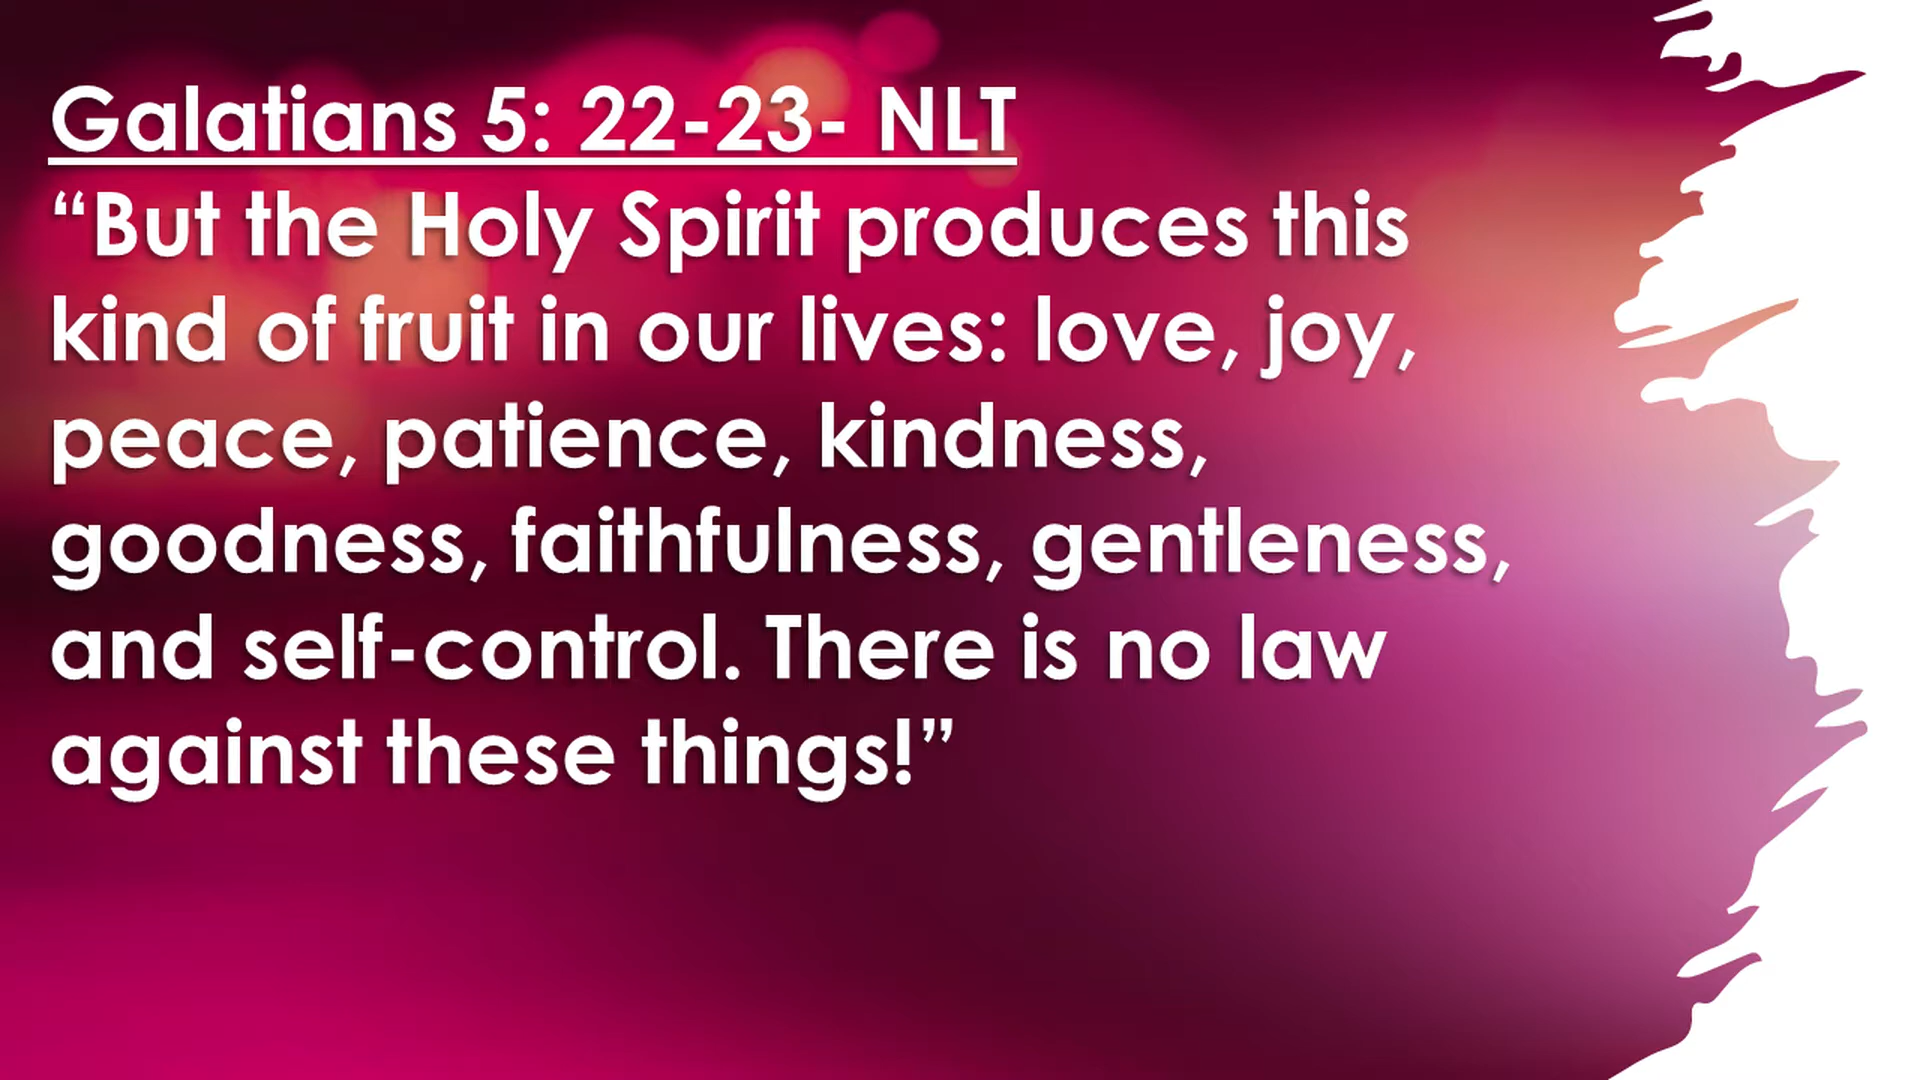 Galatians 5: 22-23- NLT
“But the Holy Spirit produces this
kind of fruit in our lives: love, joy,
peace, patience, kindness,
goodness, faithfulness, gentleness,
and self-control. There is no law
against these things!”